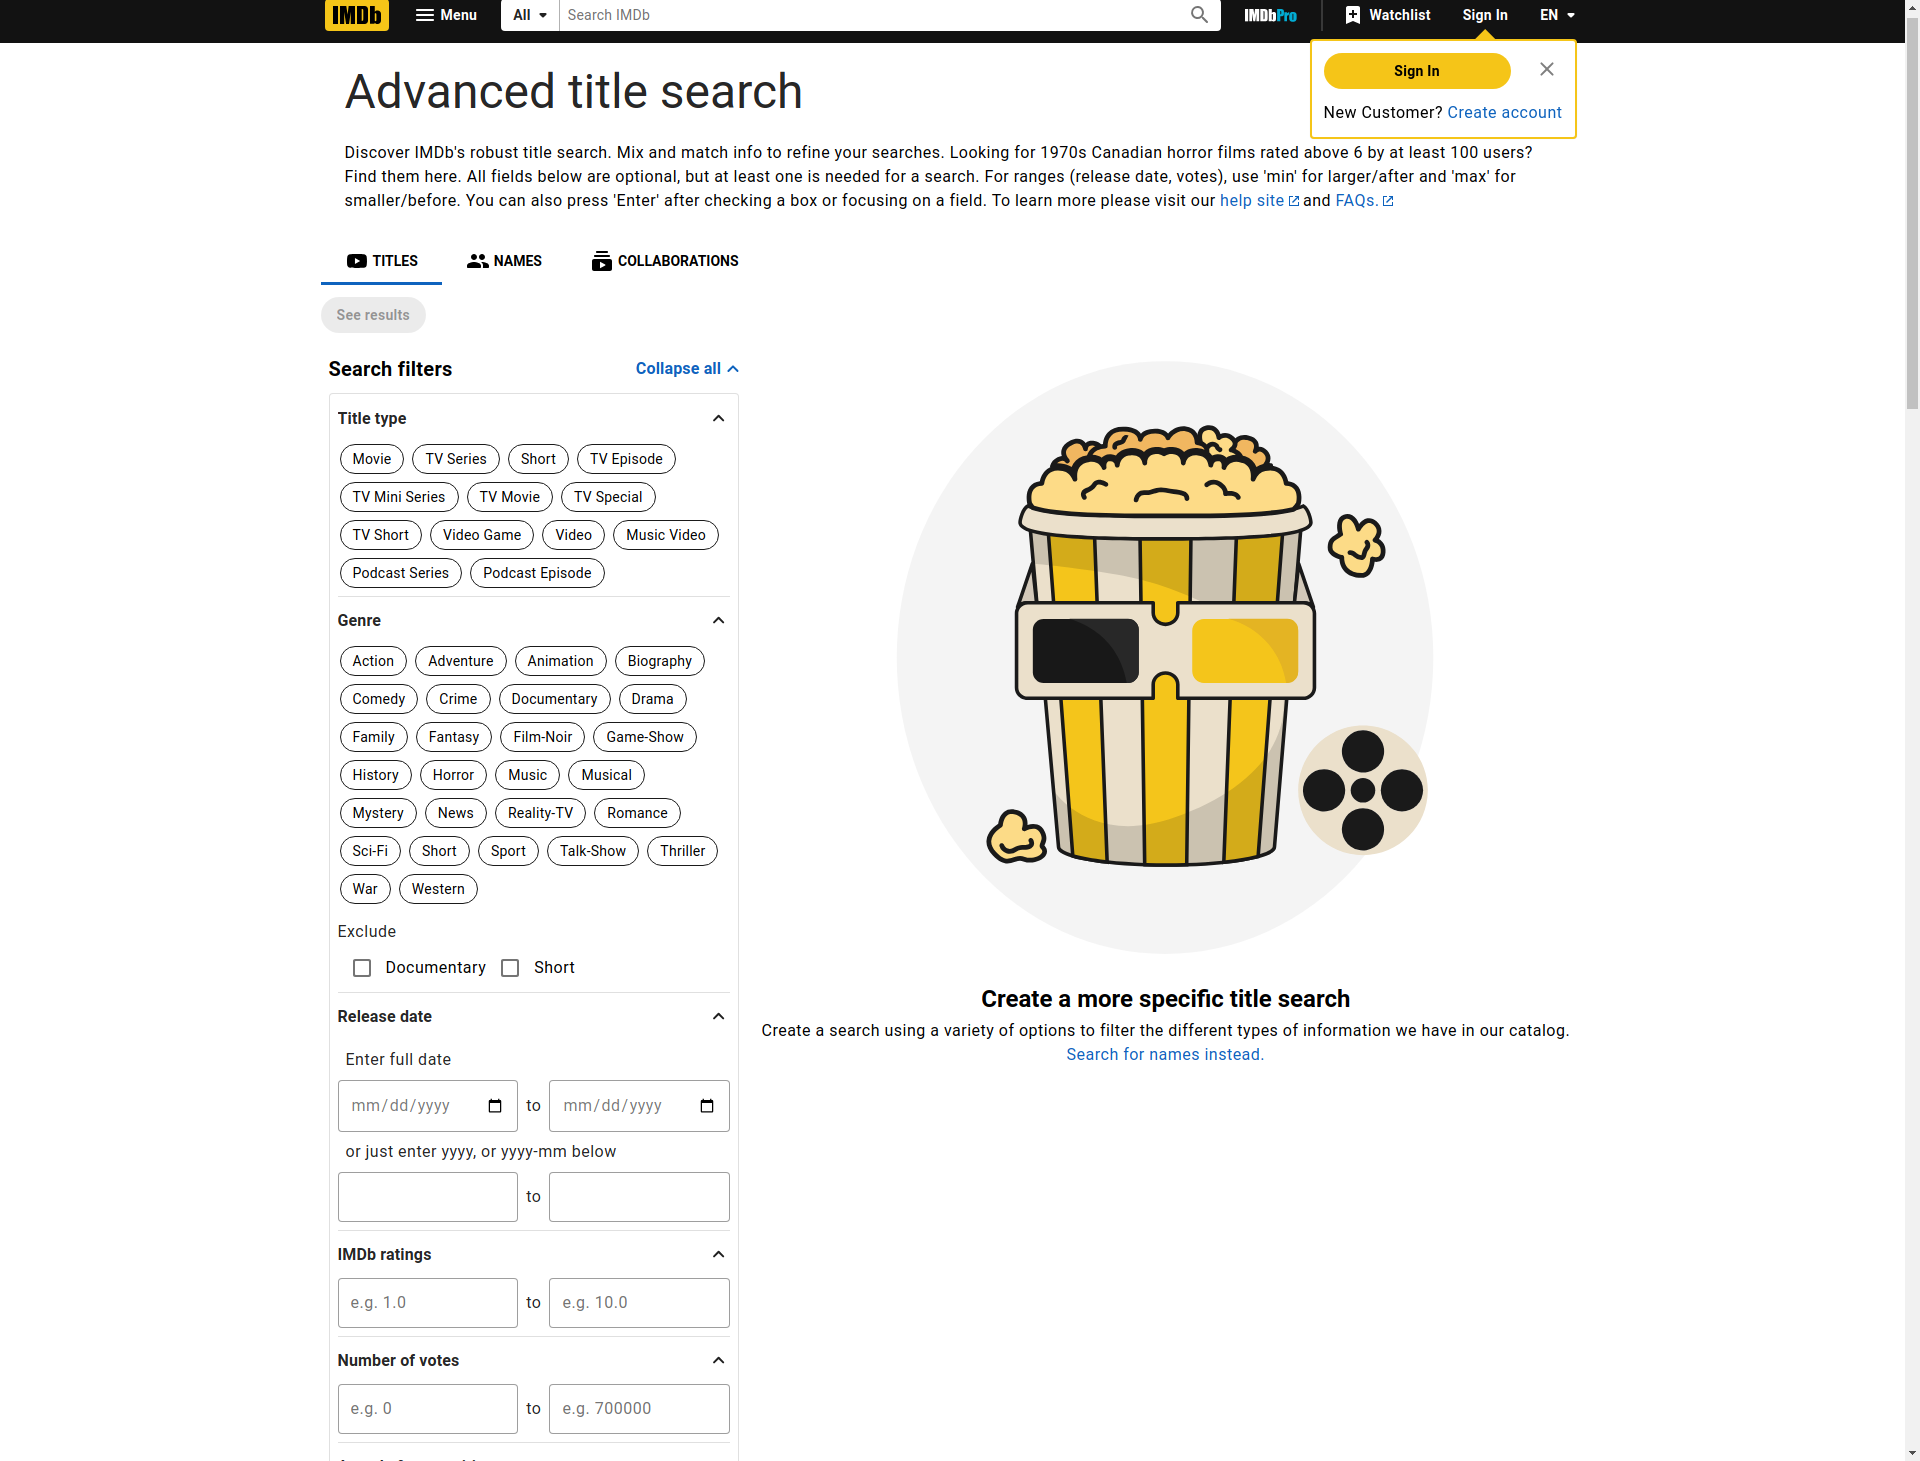 IMDb Menu All Search IMDb IMDbPro Watchlist Sign In EN
Sign In
New Customer? Create account
Advanced title search
Discover IMDb's robust title search. Mix and match info to refine your searches. Looking for 1970s Canadian horror films rated above 6 by at least 100 users?
Find them here. All fields below are optional, but at least one is needed for a search. For ranges (release date, votes), use 'min' for larger/after and 'max' for
smaller/before. You can also press 'Enter' after checking a box or focusing on a field. To learn more please visit our help site and FAQs.
TITLES NAMES COLLABORATIONS
See results
Search filters Collapse all
Title type
Movie TV Series Short TV Episode
TV Mini Series TV Movie TV Special
TV Short Video Game Video Music Video
Podcast Series Podcast Episode
Genre
Action Adventure Animation Biography
Comedy Crime Documentary Drama
Family Fantasy Film-Noir Game-Show
History Horror Music Musical
Mystery News Reality-TV Romance
Sci-Fi Short Sport Talk-Show Thriller
War Western
Exclude
Documentary Short
Release date
Enter full date
mm/dd/yyyy to mm/dd/yyyy
or just enter yyyy, or yyyy-mm below
to
IMDb ratings
e.g. 1.0 to e.g. 10.0
Number of votes
e.g. 0 to e.g. 700000
Create a more specific title search
Create a search using a variety of options to filter the different types of information we have in our catalog.
Search for names instead.